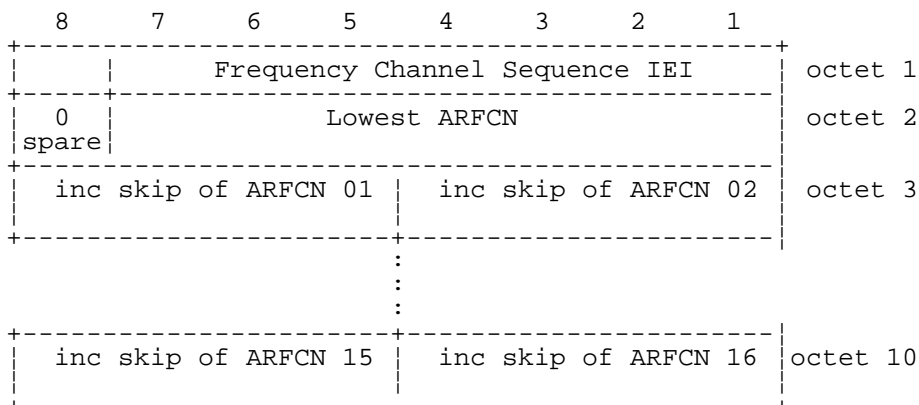 8 7 6 5 4 3 2 1
Frequency Channel Sequence IEI octet 1
0 Lowest ARFCN octet 2
spare
inc skip of ARFCN 01 inc skip of ARFCN 02 octet 3
:
:
:
inc skip of ARFCN 15 inc skip of ARFCN 16 octet 10